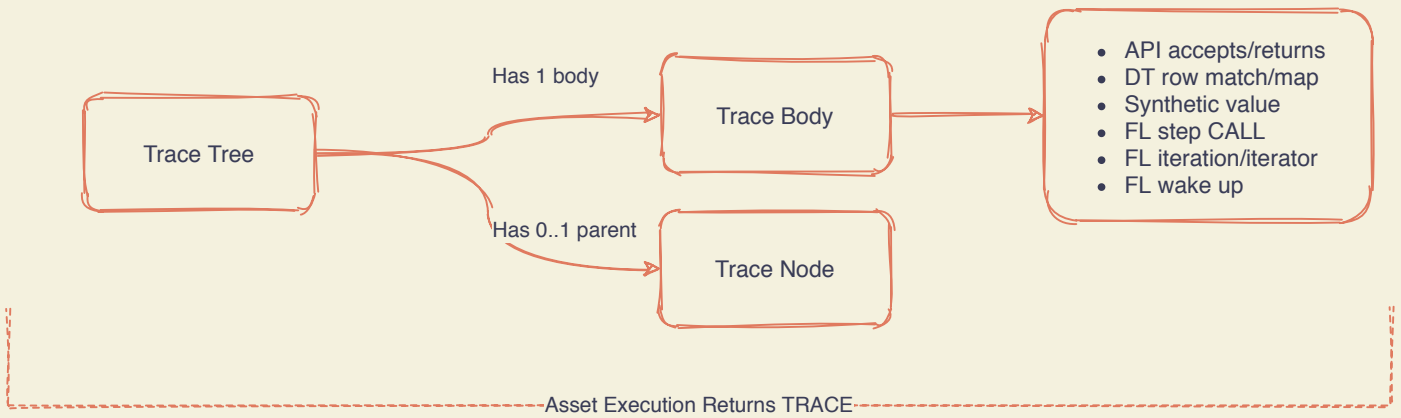 Trace Tree
Has 1 body
Has 0..1 parent
Trace Body
Trace Node
API accepts/returns
DT row match/map
Synthetic value
FL step CALL
FL iteration/iterator
FL wake up
Asset Execution Returns TRACE